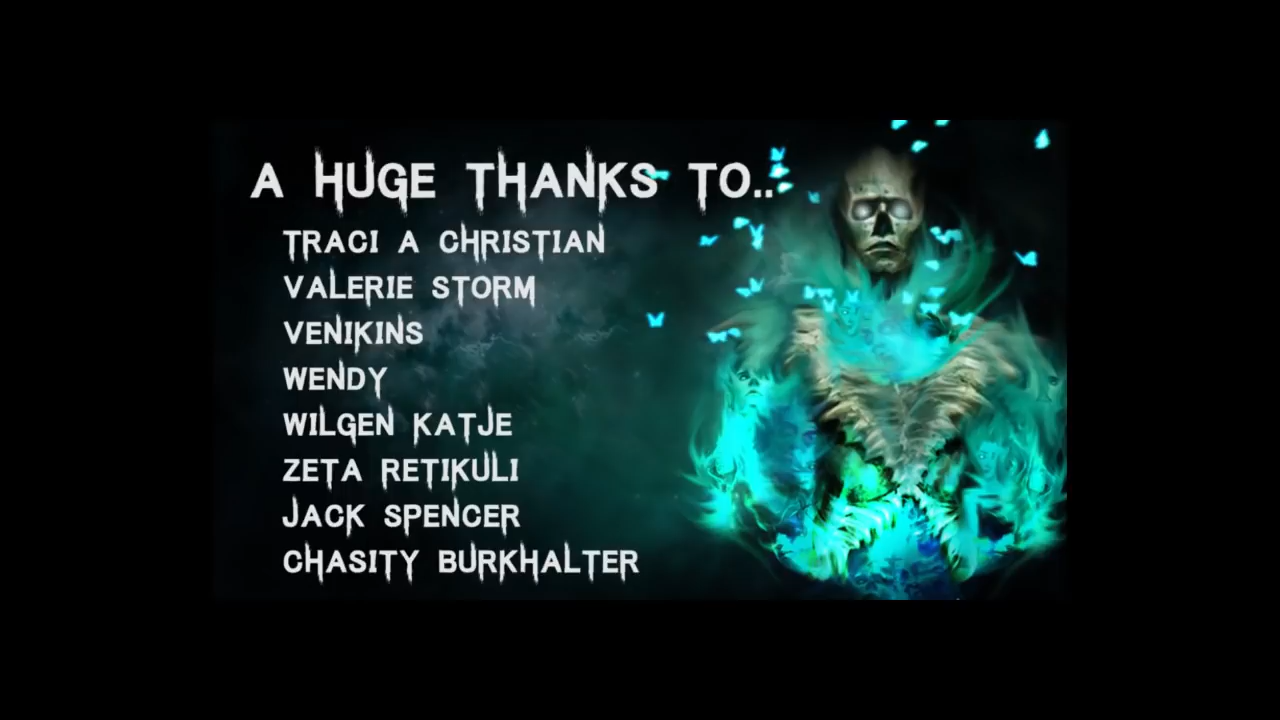 A HUGE THANKS TO..
TRACI A CHRISTIAN
VALERIE STORM
VENIKINS
WENDY
WILGEN KATJE
ZETA RETIKULI
JACK SPENCER
CHASITY BURKHALTER